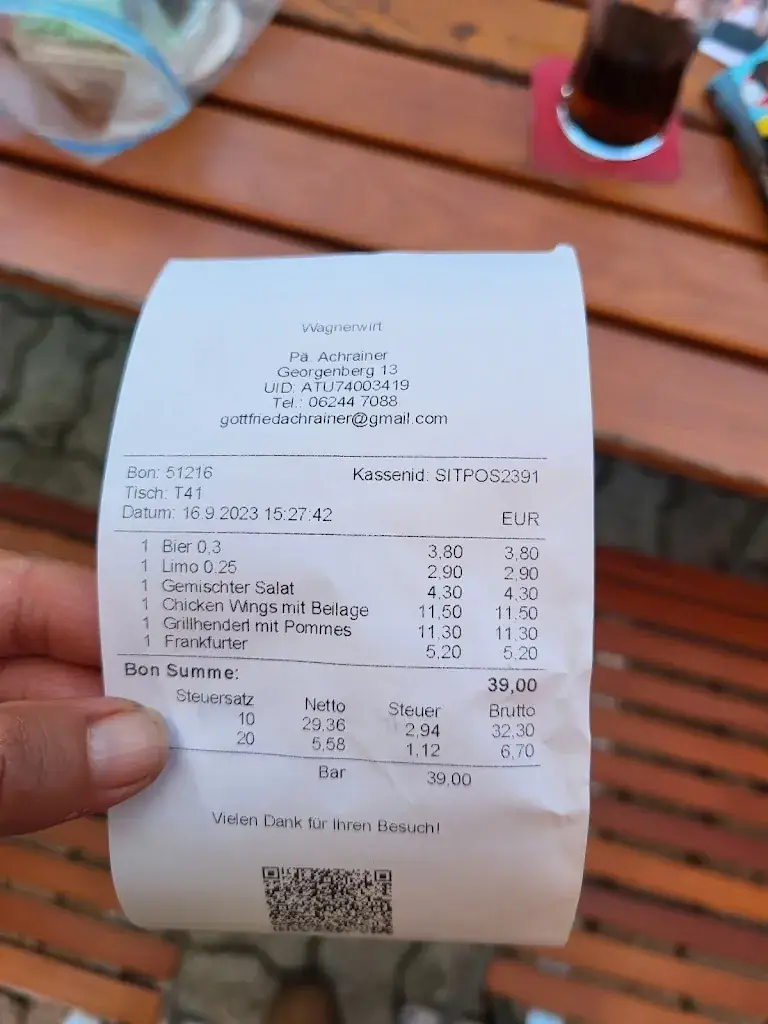 Wagnerwirt
Pä. Achrainer
Georgenberg 13
UID: ATU74003419
Tel.: 06244 7088
gottfriedachrainer@gmail.com
Bon: 51216 Kassenid: SITPOS2391
Tisch: T41
Datum: 16.9.2023 15:27:42 EUR
1 Bier 0,3 3,80 3,80
1 Limo 0,25 2,90 2,90
1 Gemischter Salat 4,30 4,30
1 Chicken Wings mit Beilage 11,50 11,50
1 Grillhenderl mit Pommes 11,30 11,30
1 Frankfurter 5,20 5,20
Bon Summe: 39,00
Steuersatz Netto Steuer Brutto
10 29,36 2,94 32,30
20 5,58 1,12 6,70
Bar 39,00
Vielen Dank für Ihren Besuch!